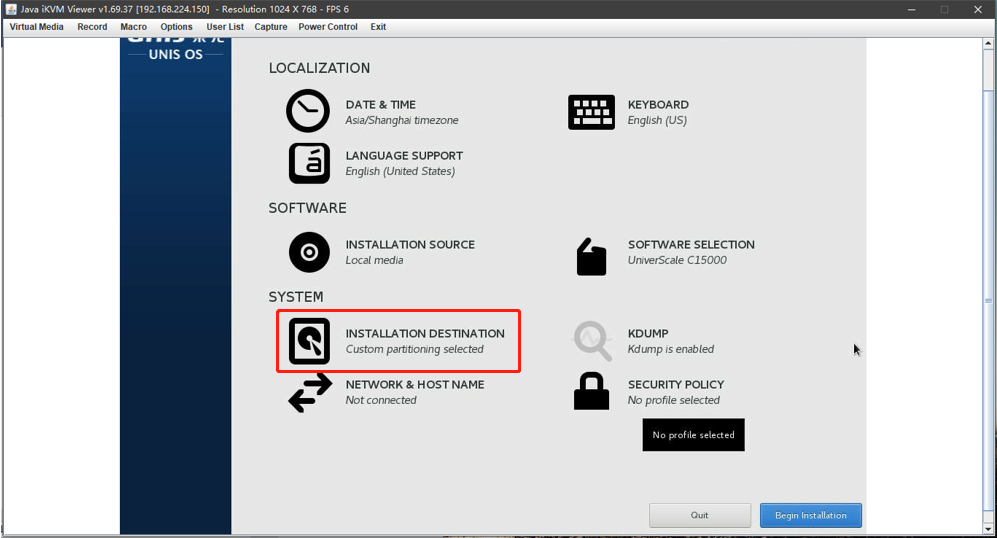 Java iKVM Viewer v1.69.37 [192.168.224.150] - Resolution 1024 X 768 - FPS 6
Virtual Media Record Macro Options User List Capture Power Control Exit
UNIS OS
LOCALIZATION
DATE & TIME
Asia/Shanghai timezone
KEYBOARD
English (US)
LANGUAGE SUPPORT
English (United States)
SOFTWARE
INSTALLATION SOURCE
Local media
SOFTWARE SELECTION
UniverScale C15000
SYSTEM
INSTALLATION DESTINATION
Custom partitioning selected
KDUMP
Kdump is enabled
NETWORK & HOST NAME
Not connected
SECURITY POLICY
No profile selected
No profile selected
Quit
Begin Installation